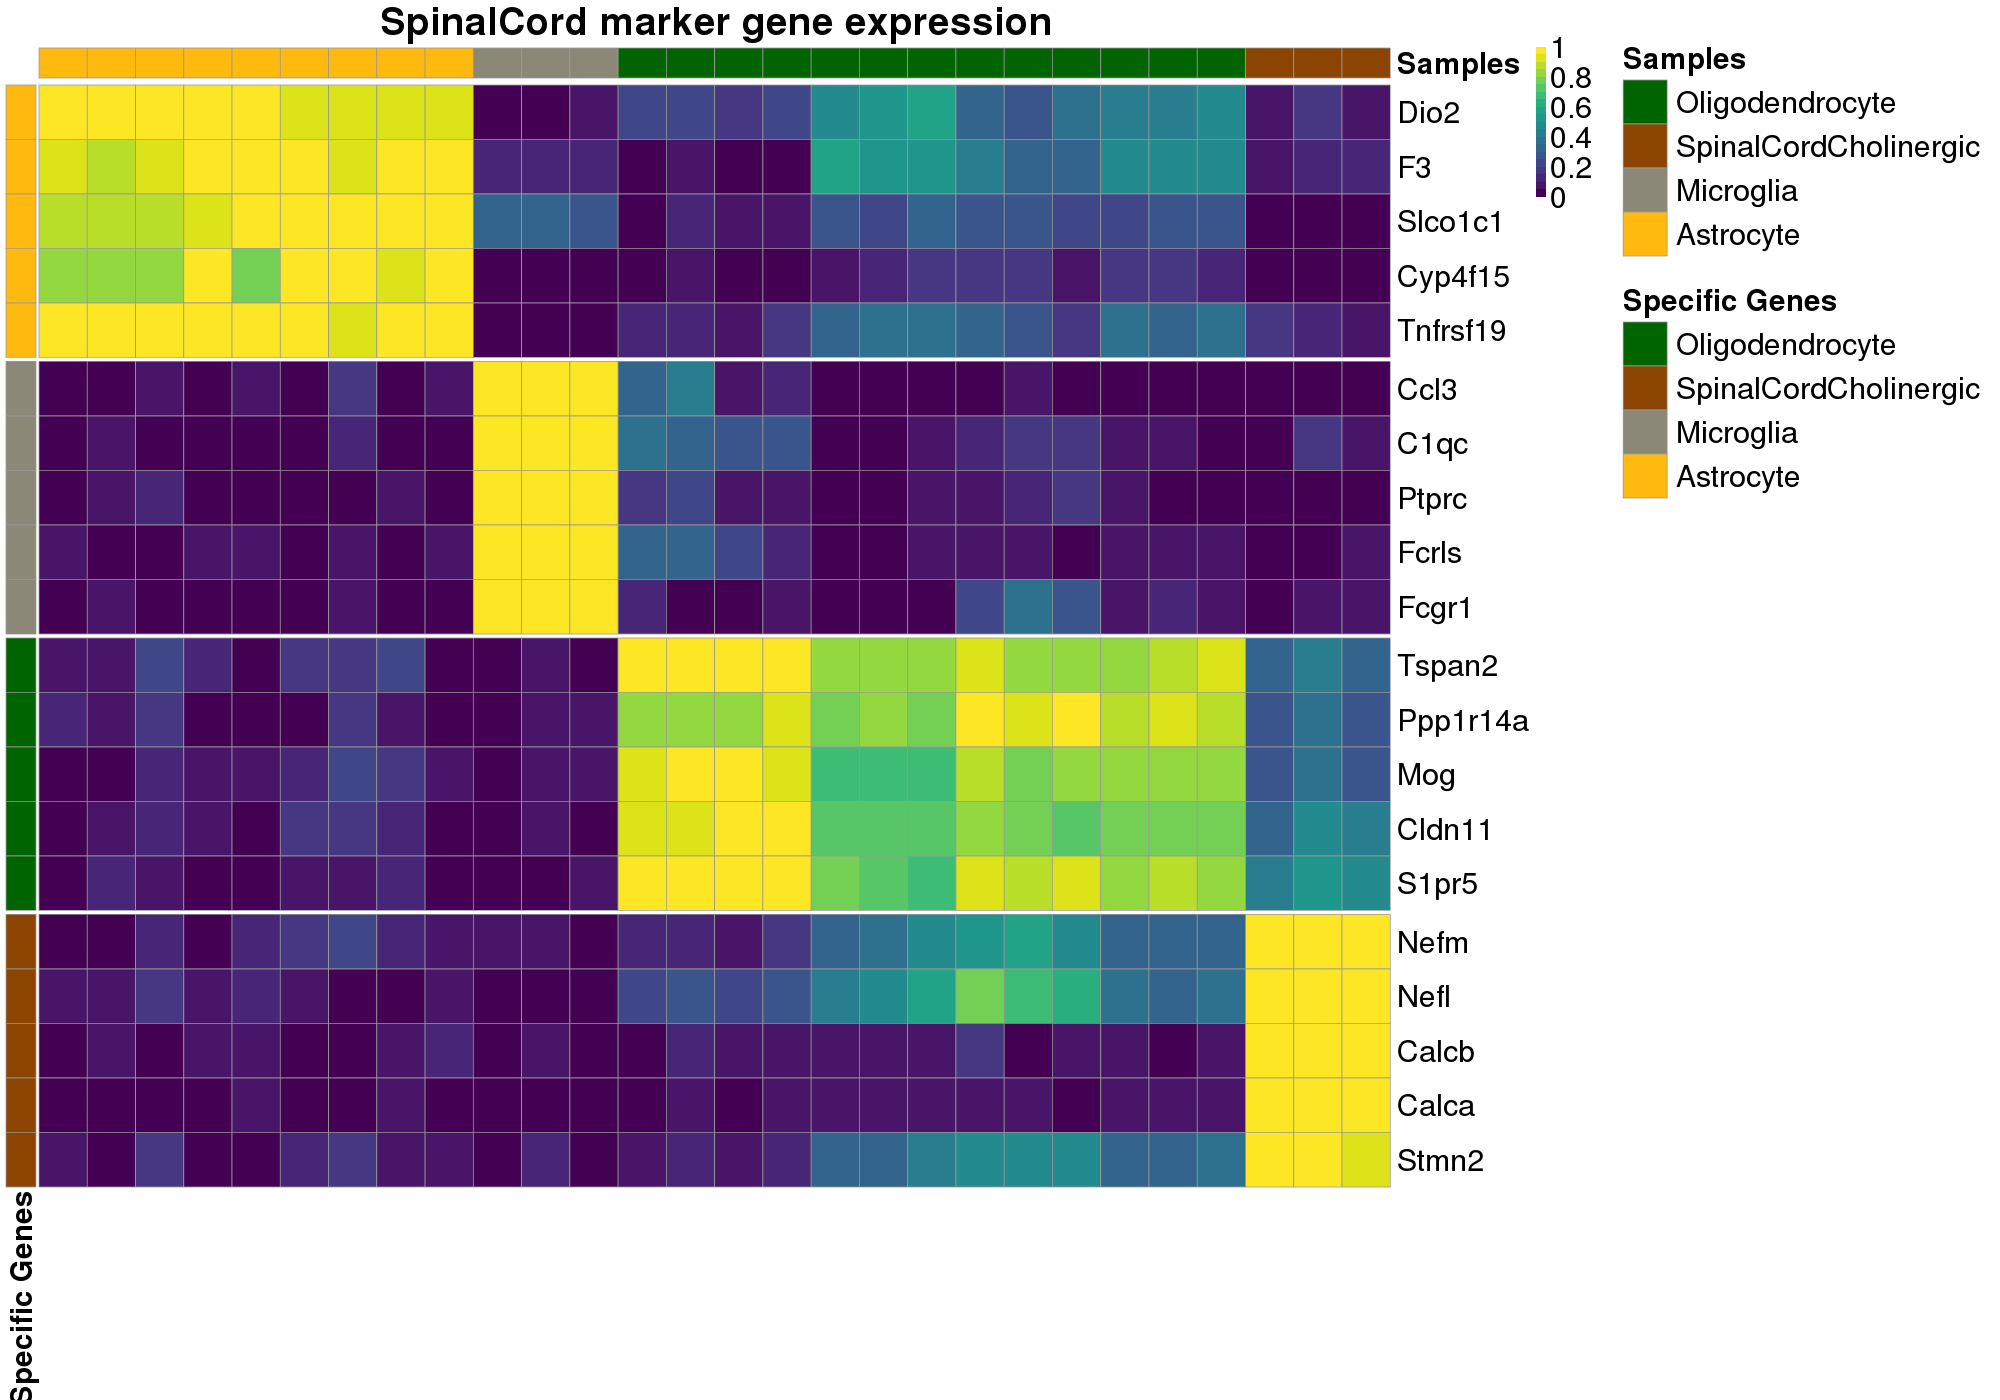 SpinalCord marker gene expression
Samples
Dio2
F3
Slco1c1
Cyp4f15
Tnfrsf19
Ccl3
C1qc
Ptprc
Fcrls
Fcgr1
Tspan2
Ppp1r14a
Mog
Cldn11
S1pr5
Nefm
Nefl
Calcb
Calca
Stmn2
Specific Genes
1
0.8
0.6
0.4
0.2
0
Samples
Oligodendrocyte
SpinalCordCholinergic
Microglia
Astrocyte
Specific Genes
Oligodendrocyte
SpinalCordCholinergic
Microglia
Astrocyte